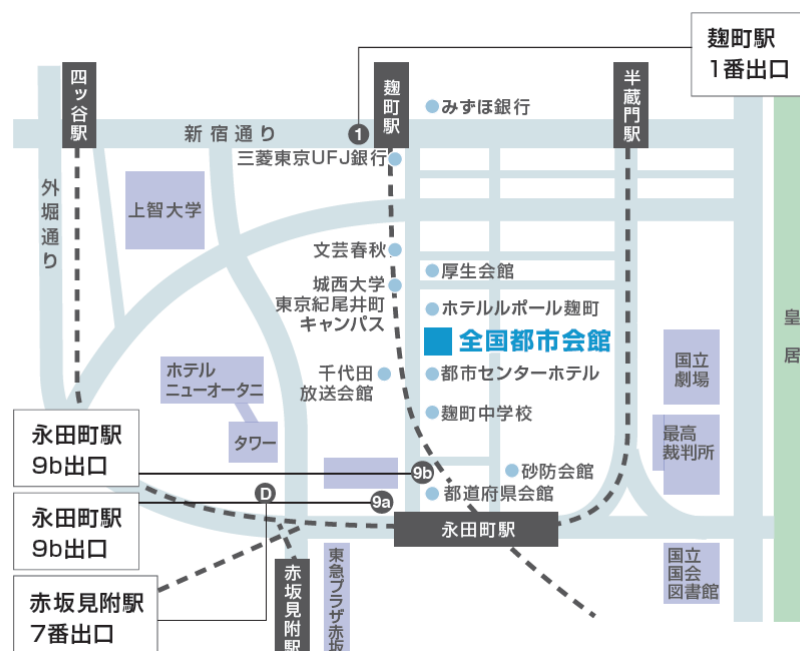 麹町駅
1番出口
四ッ谷駅
麹町駅
半蔵門駅
みずほ銀行
新宿通り
1
三菱東京UFJ銀行
外堀通り
上智大学
文芸春秋
厚生会館
城西大学
東京紀尾井町
キャンパス
ホテルルポール麹町
皇居
全国都市会館
国立
劇場
ホテル
ニューオータニ
千代田
放送会館
都市センターホテル
麹町中学校
タワー
最高
裁判所
永田町駅
9b出口
9b
砂防会館
都道府県会館
D
9a
永田町駅
9b出口
永田町駅
国立
国会
図書館
赤坂見附駅
7番出口
赤坂見附駅
東急プラザ赤坂